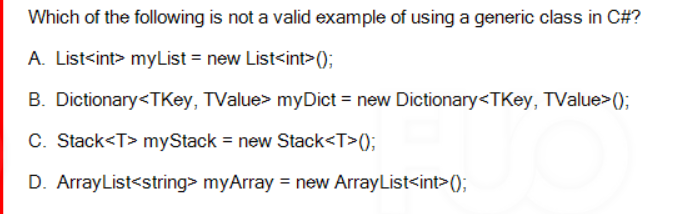 Which of the following is not a valid example of using a generic class in C#?
A. List<int> myList = new List<int>();
B. Dictionary<TKey, TValue> myDict = new Dictionary<TKey, TValue>();
C. Stack<T> myStack = new Stack<T>();
D. ArrayList<string> myArray = new ArrayList<int>();